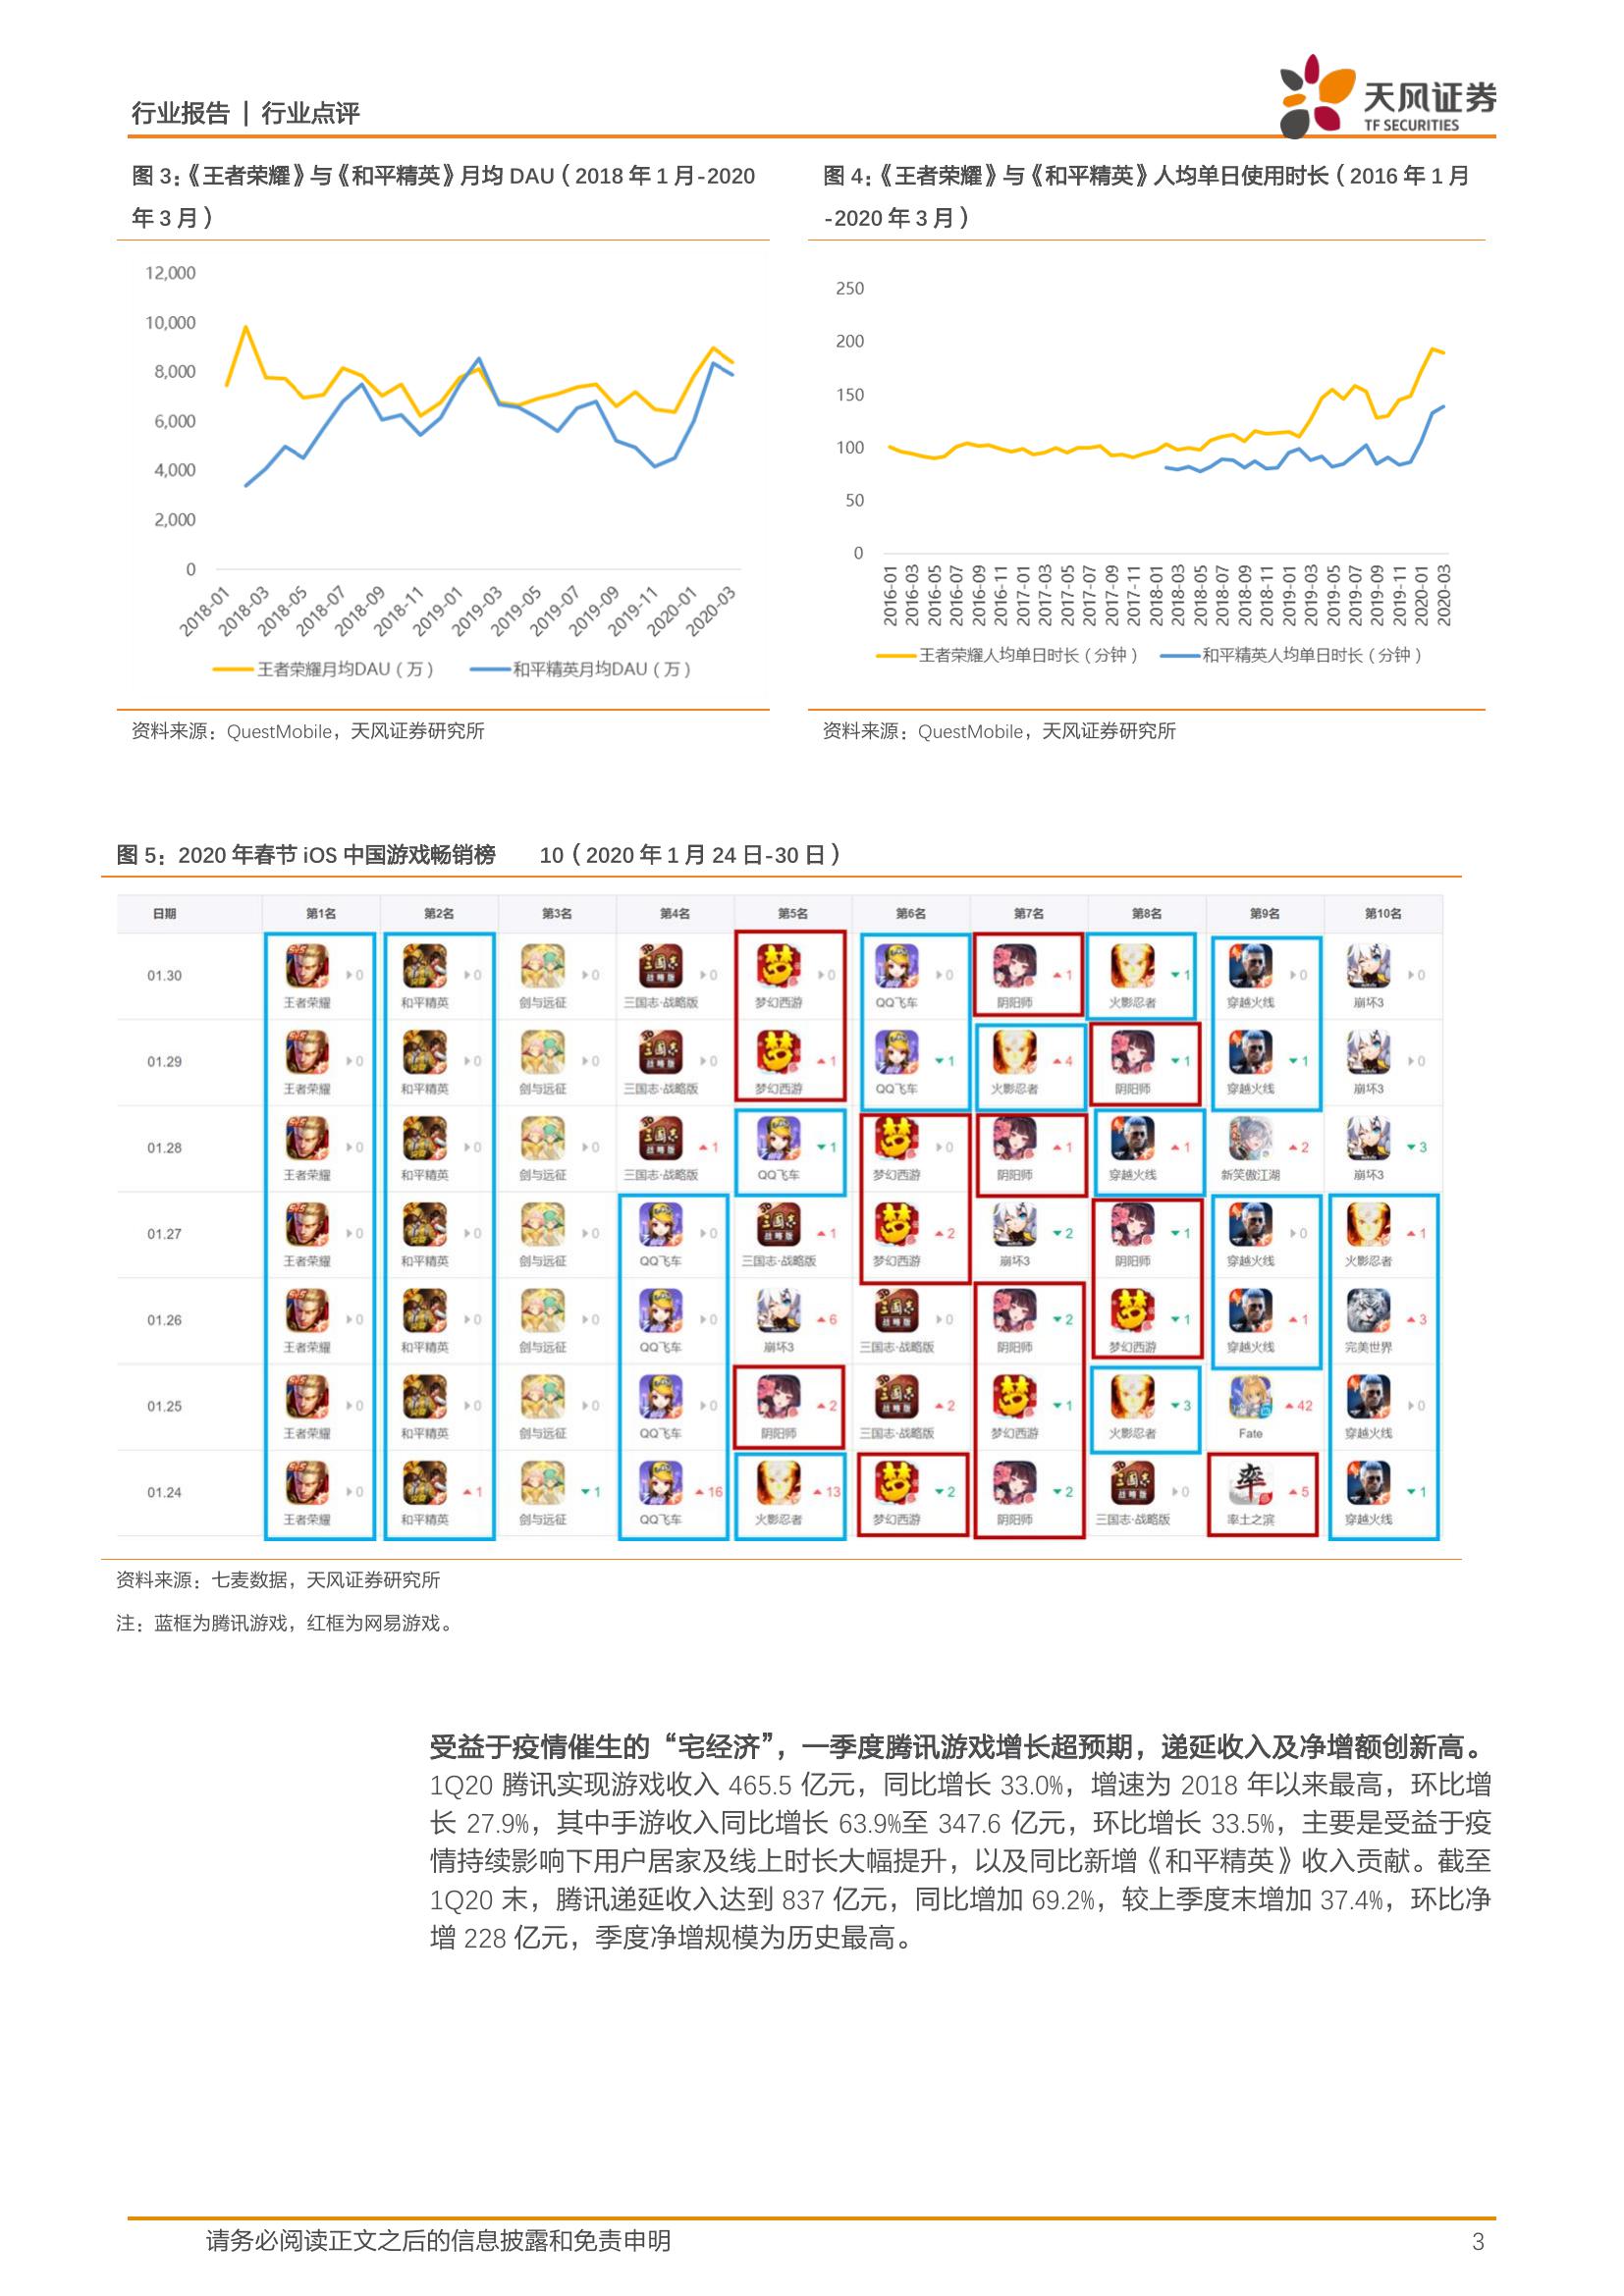 行业报告 | 行业点评
天风证券
TF SECURITIES
图 3：《王者荣耀》与《和平精英》月均 DAU（2018 年 1 月-2020
年 3 月）
12,000
10,000
8,000
6,000
4,000
2,000
0
2018-01 2018-03 2018-05 2018-07 2018-09 2018-11 2019-01 2019-03 2019-05 2019-07 2019-09 2019-11 2020-01 2020-03
王者荣耀月均DAU（万） 和平精英月均DAU（万）
资料来源：QuestMobile，天风证券研究所
图 4：《王者荣耀》与《和平精英》人均单日使用时长（2016 年 1 月
-2020 年 3 月）
250
200
150
100
50
0
2016-01 2016-03 2016-05 2016-07 2016-09 2016-11 2017-01 2017-03 2017-05 2017-07 2017-09 2017-11 2018-01 2018-03 2018-05 2018-07 2018-09 2018-11 2019-01 2019-03 2019-05 2019-07 2019-09 2019-11 2020-01 2020-03
王者荣耀人均单日时长（分钟） 和平精英人均单日时长（分钟）
资料来源：QuestMobile，天风证券研究所
图 5：2020 年春节 iOS 中国游戏畅销榜 10（2020 年 1 月 24 日-30 日）
日期 第1名 第2名 第3名 第4名 第5名 第6名 第7名 第8名 第9名 第10名
01.30 0 0 0 0 0 0 1 1 0 0
王者荣耀 和平精英 剑与远征 三国志·战略版 梦幻西游 QQ飞车 阴阳师 火影忍者 穿越火线 崩坏3
01.29 0 0 0 0 1 1 4 1 1 0
王者荣耀 和平精英 剑与远征 三国志·战略版 梦幻西游 QQ飞车 火影忍者 阴阳师 穿越火线 崩坏3
01.28 0 0 0 1 1 0 1 1 2 3
王者荣耀 和平精英 剑与远征 三国志·战略版 QQ飞车 梦幻西游 阴阳师 穿越火线 新笑傲江湖 崩坏3
01.27 0 0 0 0 1 2 2 1 0 1
王者荣耀 和平精英 剑与远征 QQ飞车 三国志·战略版 梦幻西游 崩坏3 阴阳师 穿越火线 火影忍者
01.26 0 0 0 0 6 0 2 1 1 3
王者荣耀 和平精英 剑与远征 QQ飞车 崩坏3 三国志·战略版 阴阳师 梦幻西游 穿越火线 完美世界
01.25 0 0 0 0 2 2 1 3 42 0
王者荣耀 和平精英 剑与远征 QQ飞车 阴阳师 三国志·战略版 梦幻西游 火影忍者 Fate 穿越火线
01.24 0 1 1 16 13 2 2 0 5 1
王者荣耀 和平精英 剑与远征 QQ飞车 火影忍者 梦幻西游 阴阳师 三国志·战略版 率土之滨 穿越火线
资料来源：七麦数据，天风证券研究所
注：蓝框为腾讯游戏，红框为网易游戏。
受益于疫情催生的“宅经济”，一季度腾讯游戏增长超预期，递延收入及净增额创新高。
1Q20 腾讯实现游戏收入 465.5 亿元，同比增长 33.0%，增速为 2018 年以来最高，环比增
长 27.9%，其中手游收入同比增长 63.9%至 347.6 亿元，环比增长 33.5%，主要是受益于疫
情持续影响下用户居家及线上时长大幅提升，以及同比新增《和平精英》收入贡献。截至
1Q20 末，腾讯递延收入达到 837 亿元，同比增加 69.2%，较上季度末增加 37.4%，环比净
增 228 亿元，季度净增规模为历史最高。
请务必阅读正文之后的信息披露和免责申明 3